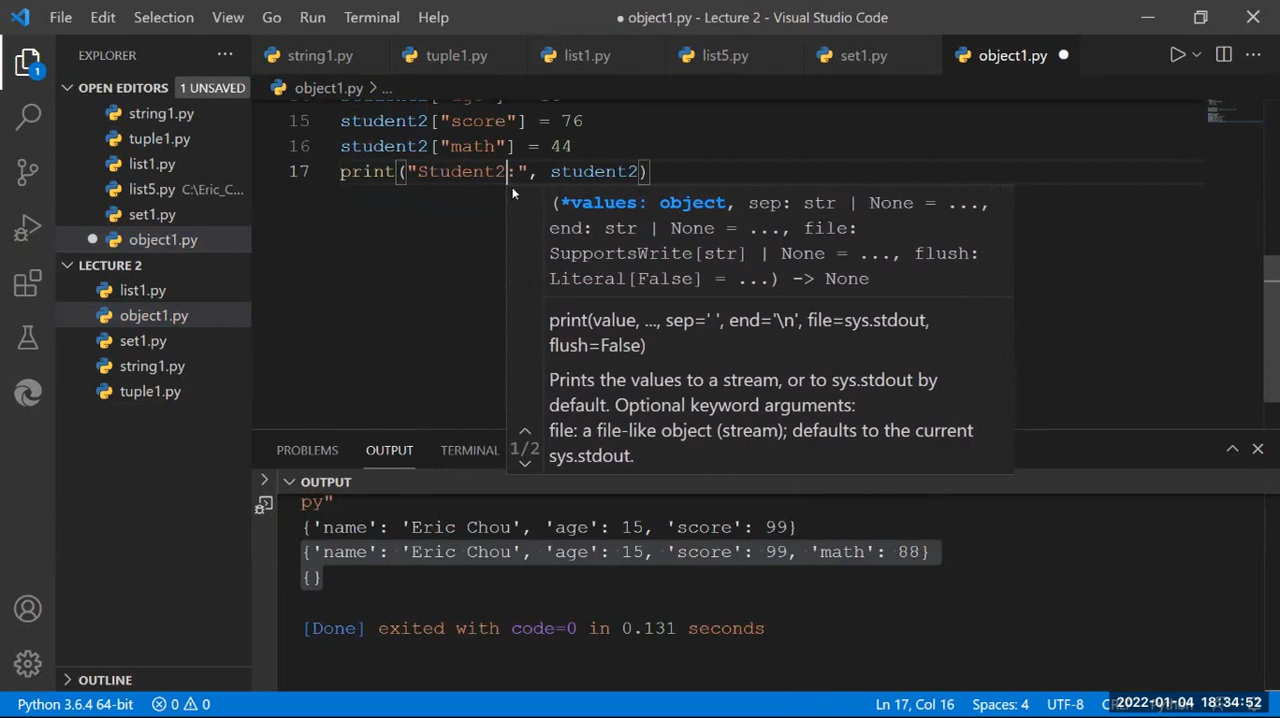 File Edit Selection View Go Run Terminal Help ● object1.py - Lecture 2 - Visual Studio Code
EXPLORER ...
string1.py tuple1.py list1.py list5.py set1.py object1.py ●
OPEN EDITORS 1 UNSAVED
string1.py
tuple1.py
list1.py
list5.py C:\Eric_C...
set1.py
object1.py
LECTURE 2
list1.py
object1.py
set1.py
string1.py
tuple1.py
OUTLINE
object1.py > ...
15 student2["score"] = 76
16 student2["math"] = 44
17 print("Student2:", student2)
(*values: object, sep: str | None = ...,
end: str | None = ..., file:
SupportsWrite[str] | None = ..., flush:
Literal[False] = ...) -> None
print(value, ..., sep=' ', end='\n', file=sys.stdout,
flush=False)
Prints the values to a stream, or to sys.stdout by
default. Optional keyword arguments:
file: a file-like object (stream); defaults to the current
sys.stdout.
1/2
PROBLEMS OUTPUT TERMINAL
OUTPUT
py"
{'name': 'Eric Chou', 'age': 15, 'score': 99}
{'name': 'Eric Chou', 'age': 15, 'score': 99, 'math': 88}
{}
[Done] exited with code=0 in 0.131 seconds
1
Python 3.6.4 64-bit 0 0 Ln 17, Col 16 Spaces: 4 UTF-8
2022-01-04 18:34:52